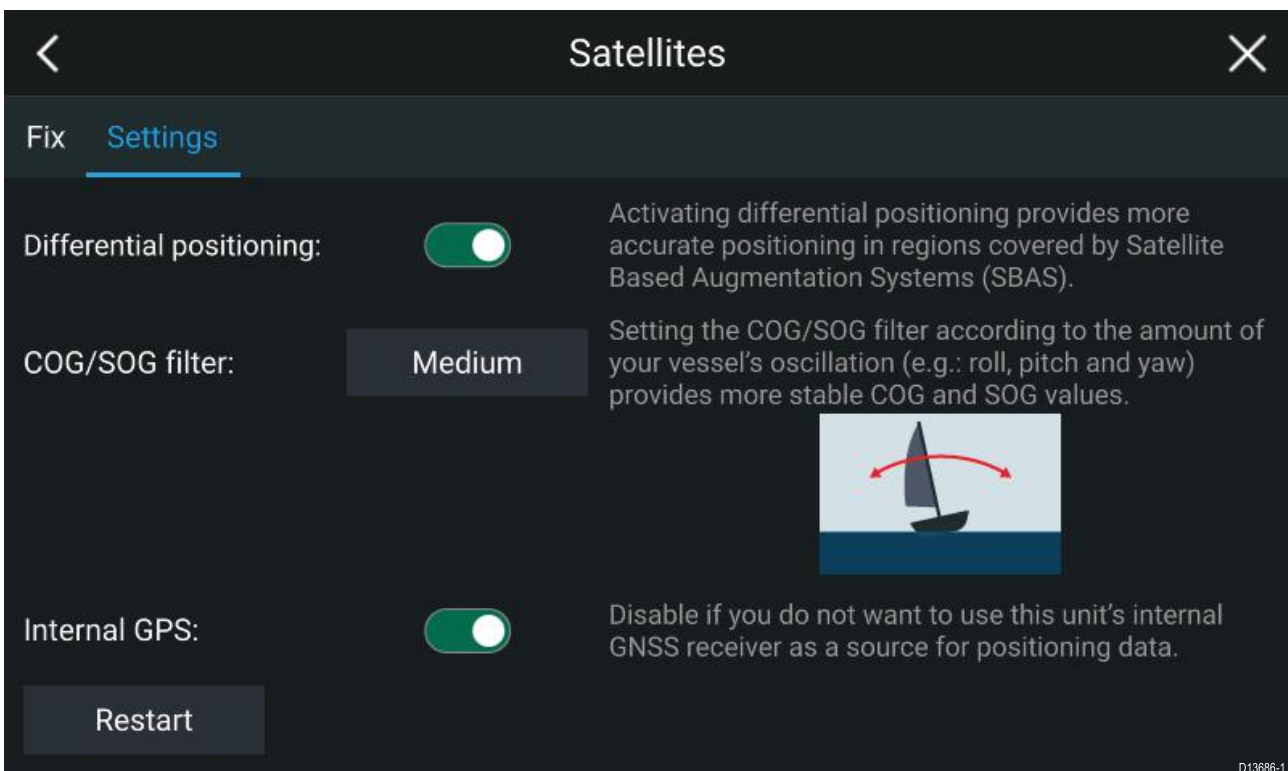 Satellites
Fix Settings
Differential positioning:
Activating differential positioning provides more
accurate positioning in regions covered by Satellite
Based Augmentation Systems (SBAS).
COG/SOG filter:
Medium
Setting the COG/SOG filter according to the amount of
your vessel's oscillation (e.g.: roll, pitch and yaw)
provides more stable COG and SOG values.
Internal GPS:
Disable if you do not want to use this unit's internal
GNSS receiver as a source for positioning data.
Restart
D13686-1